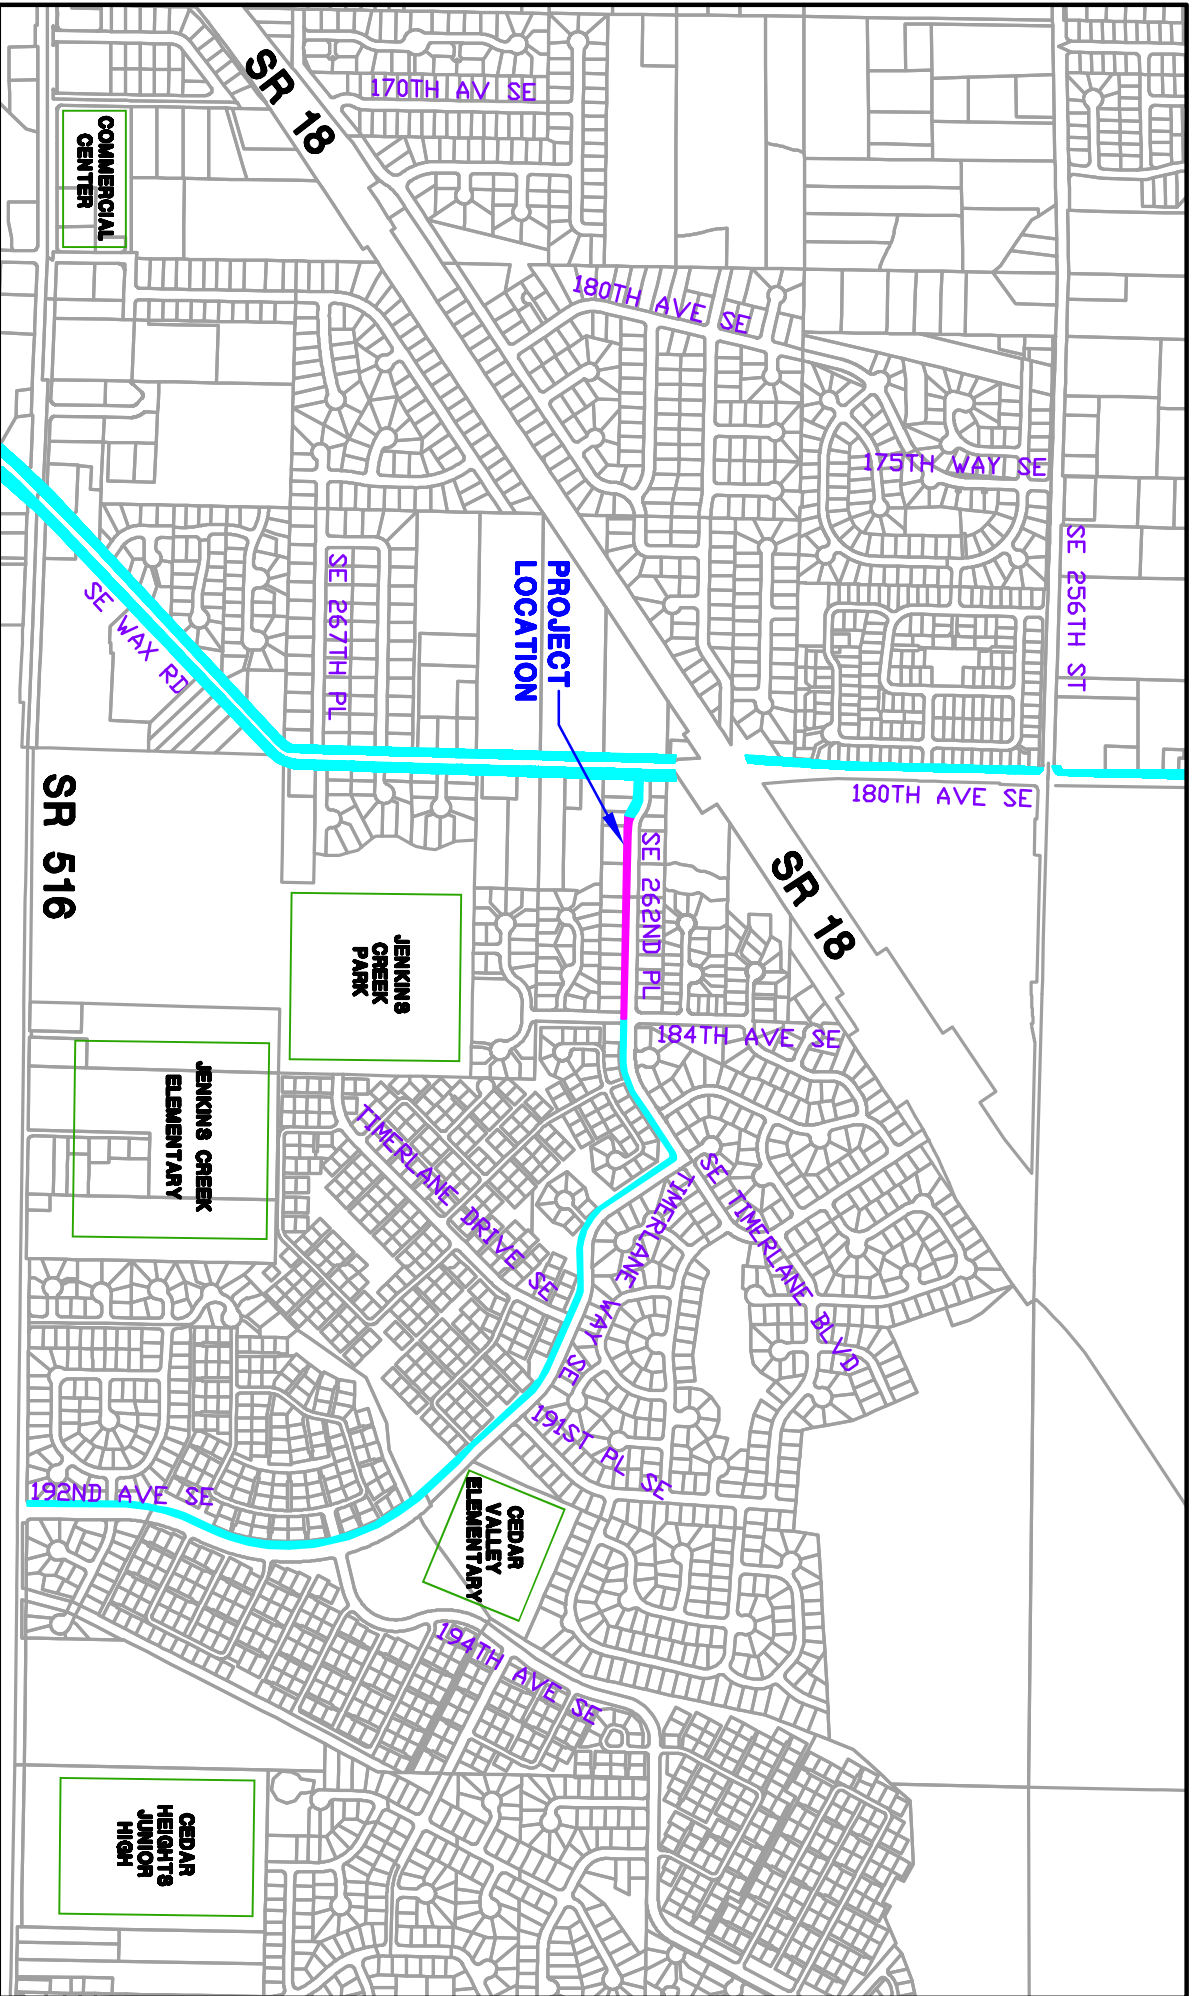 SR 18
170TH AV SE
COMMERCIAL
CENTER
180TH AVE SE
175TH WAY SE
SE 256TH ST
PROJECT
LOCATION
SE 267TH PL
SE WAX RD
180TH AVE SE
SR 18
SE 262ND PL
SR 516
JENKINS
CREEK
PARK
184TH AVE SE
JENKINS CREEK
ELEMENTARY
TIMERLANE DRIVE SE
TIMERLANE WAY SE
SE TIMERLANE BLVD
191ST PL SE
192ND AVE SE
CEDAR
VALLEY
ELEMENTARY
194TH AVE SE
CEDAR
HEIGHTS
JUNIOR
HIGH